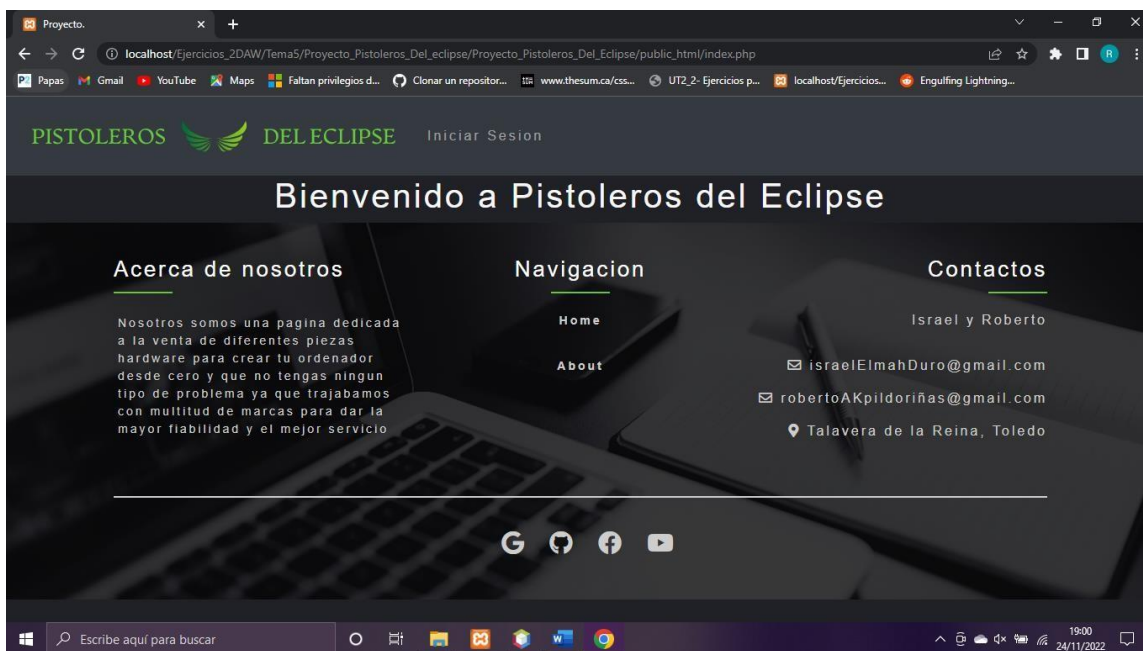 Proyecto.
localhost/Ejercicios_2DAW/Tema5/Proyecto_Pistoleros_Del_eclipse/Proyecto_Pistoleros_Del_Eclipse/public_html/index.php
R
Papas Gmail YouTube Maps Faltan privilegios d... Clonar un repositor... www.thesum.ca/css... UT2_2- Ejercicios p... localhost/Ejercicios... Engulfing Lightning...
PISTOLEROS DEL ECLIPSE Iniciar Sesion
Bienvenido a Pistoleros del Eclipse
Acerca de nosotros
Nosotros somos una pagina dedicada
a la venta de diferentes piezas
hardware para crear tu ordenador
desde cero y que no tengas ningun
tipo de problema ya que trajabamos
con multitud de marcas para dar la
mayor fiabilidad y el mejor servicio
Navigacion
Home
About
Contactos
Israel y Roberto
israelElmahDuro@gmail.com
robertoAKpildoriñas@gmail.com
Talavera de la Reina, Toledo
Escribe aquí para buscar
19:00
24/11/2022